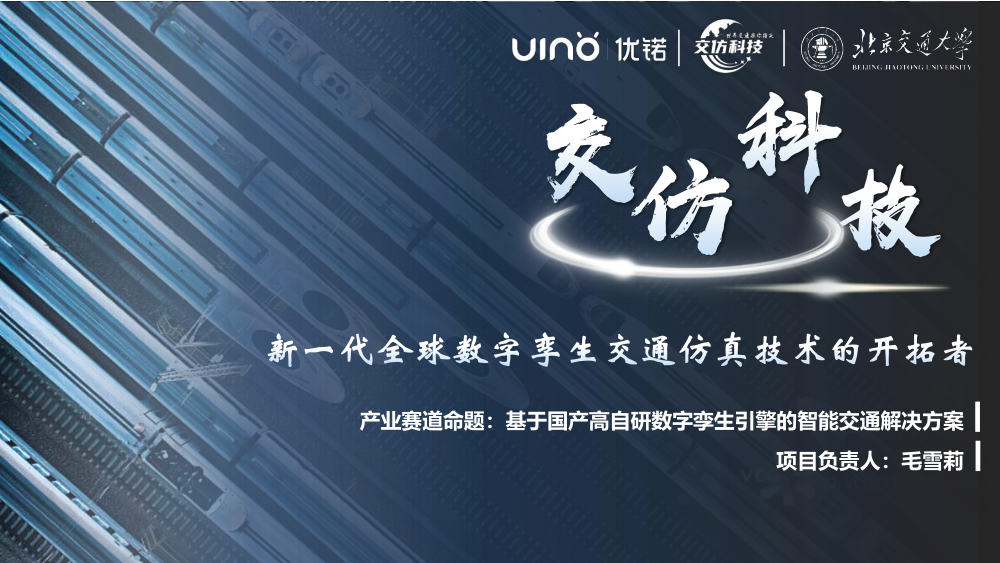 UINO 优锘 交仿科技 北京交通大学
BEIJING JIAOTONG UNIVERSITY
交仿科技
新一代全球数字孪生交通仿真技术的开拓者
产业赛道命题：基于国产高自研数字孪生引擎的智能交通解决方案
项目负责人：毛雪莉